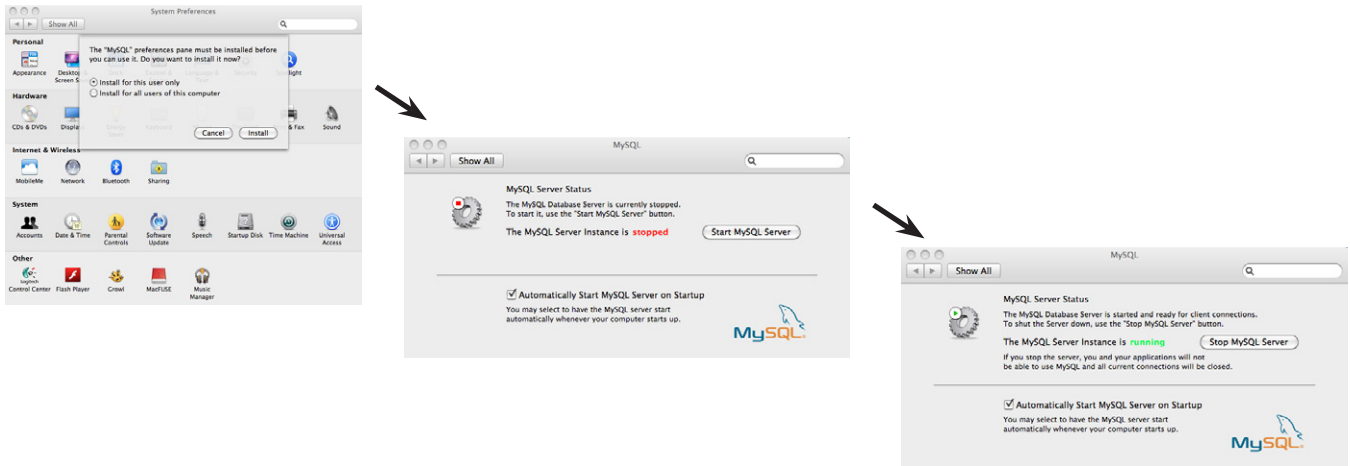 System Preferences
Show All
Personal
The "MySQL" preferences pane must be installed before
you can use it. Do you want to install it now?
Install for this user only
Install for all users of this computer
Cancel Install
Appearance
Hardware
CDs & DVDs
& Fax
Sound
Internet & Wireless
MobileMe Network Bluetooth Sharing
System
Accounts Date & Time Parental Controls Software Update Speech Startup Disk Time Machine Universal Access
Other
Logitech Control Center Flash Player Growl MacFUSE Music Manager
MySQL
Show All
MySQL Server Status
The MySQL Database Server is currently stopped.
To start it, use the "Start MySQL Server" button.
The MySQL Server Instance is stopped Start MySQL Server
Automatically Start MySQL Server on Startup
You may select to have the MySQL server start
automatically whenever your computer starts up.
MySQL
MySQL
Show All
MySQL Server Status
The MySQL Database Server is started and ready for client connections.
To shut the Server down, use the "Stop MySQL Server" button.
The MySQL Server Instance is running Stop MySQL Server
If you stop the server, you and your applications will not
be able to use MySQL and all current connections will be closed.
Automatically Start MySQL Server on Startup
You may select to have the MySQL server start
automatically whenever your computer starts up.
MySQL